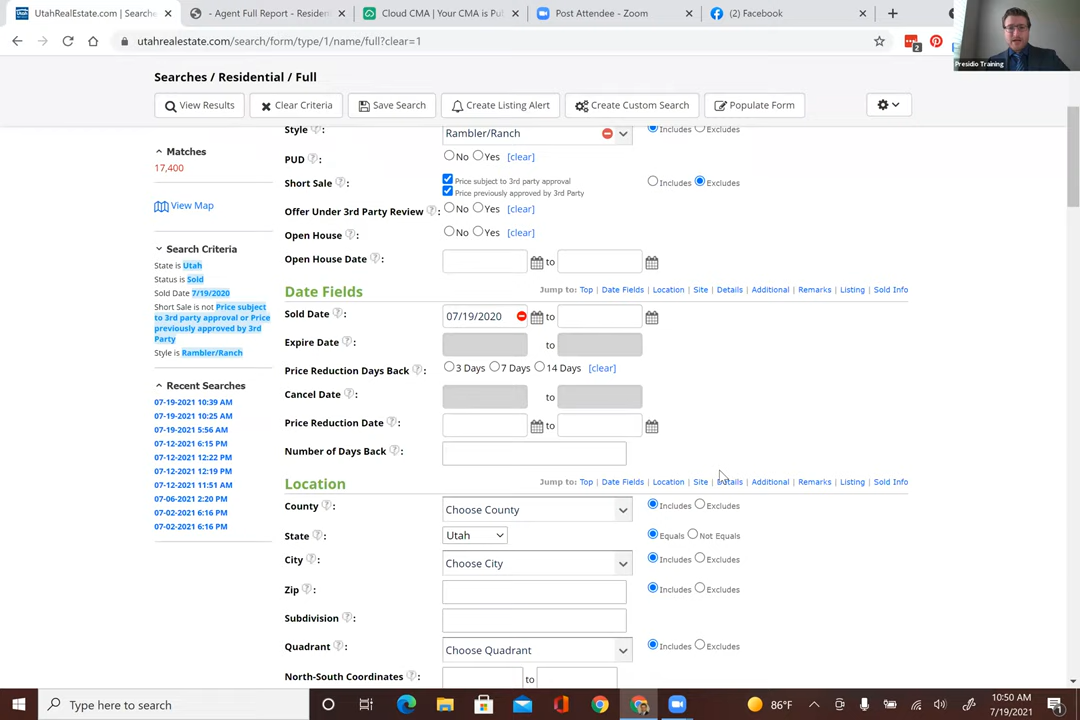 UtahRealEstate.com | Searche
- Agent Full Report - Residen
Cloud CMA | Your CMA is Pu
Post Attendee - Zoom
(2) Facebook
utahrealestate.com/search/form/type/1/name/full?clear=1
2
Presidio Training
Searches / Residential / Full
View Results
Clear Criteria
Save Search
Create Listing Alert
Create Custom Search
Populate Form
Matches
17,400
View Map
Search Criteria
State is Utah
Status is Sold
Sold Date 7/19/2020
Short Sale is not Price subject
to 3rd party approval or Price
previously approved by 3rd
Party
Style is Rambler/Ranch
Recent Searches
07-19-2021 10:39 AM
07-19-2021 10:25 AM
07-19-2021 5:56 AM
07-12-2021 6:15 PM
07-12-2021 12:22 PM
07-12-2021 12:19 PM
07-12-2021 11:51 AM
07-06-2021 2:20 PM
07-02-2021 6:16 PM
07-02-2021 6:16 PM
Style ? : Rambler/Ranch Includes Excludes
PUD ? : No Yes [clear]
Short Sale ? : Price subject to 3rd party approval Includes Excludes
Price previously approved by 3rd Party
Offer Under 3rd Party Review ? : No Yes [clear]
Open House ? : No Yes [clear]
Open House Date ? : to
Date Fields Jump to: Top | Date Fields | Location | Site | Details | Additional | Remarks | Listing | Sold Info
Sold Date ? : 07/19/2020 to
Expire Date ? : to
Price Reduction Days Back ? : 3 Days 7 Days 14 Days [clear]
Cancel Date ? : to
Price Reduction Date ? : to
Number of Days Back ? :
Location Jump to: Top | Date Fields | Location | Site | Details | Additional | Remarks | Listing | Sold Info
County ? : Choose County Includes Excludes
State ? : Utah Equals Not Equals
City ? : Choose City Includes Excludes
Zip ? : Includes Excludes
Subdivision ? :
Quadrant ? : Choose Quadrant Includes Excludes
North-South Coordinates ? : to
Type here to search
86°F
10:50 AM
7/19/2021
1